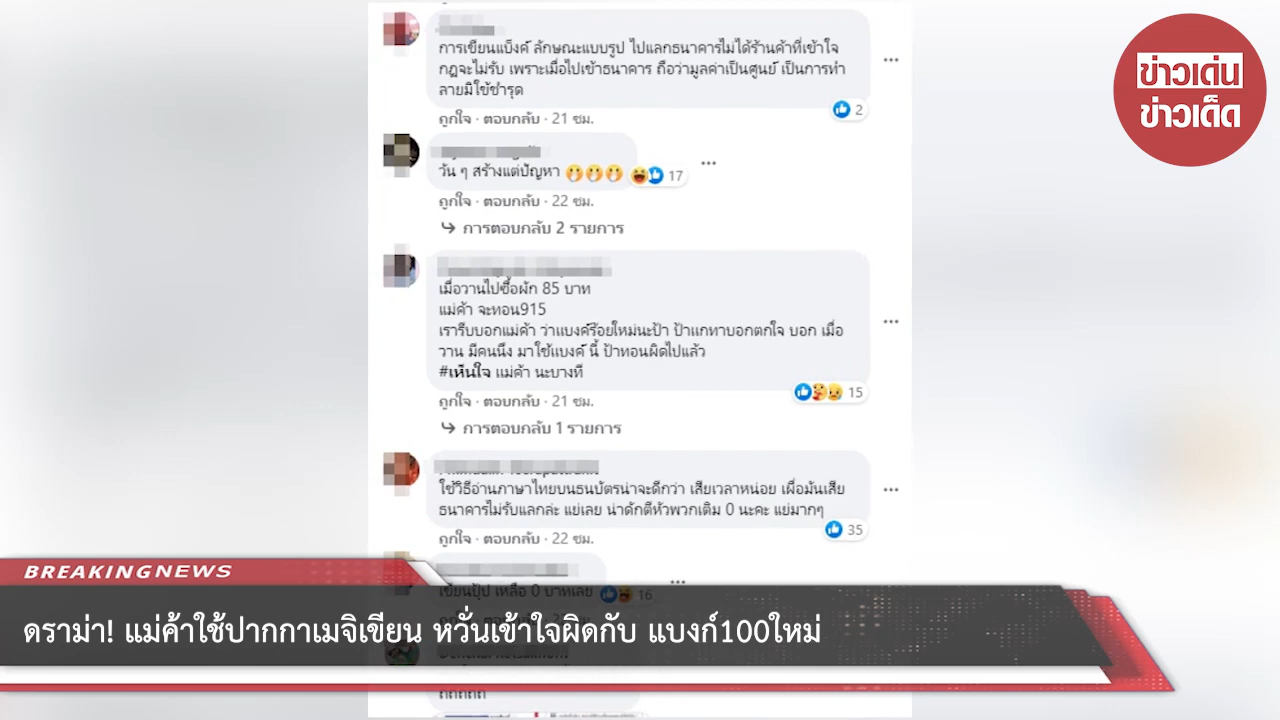 การเขียนแบ็งค์ ลักษณะแบบรูป ไปแลกธนาคารไม่ได้ร้านค้าที่เข้าใจ
กฎจะไม่รับ เพราะเมื่อไปเข้าธนาคาร ถือว่ามูลค่าเป็นศูนย์ เป็นการทำ
ลายมิใช้ชำรุด
2
ถูกใจ · ตอบกลับ · 21 ชม.
วัน ๆ สร้างแต่ปัญหา 🤭🤭🤭
17
ถูกใจ · ตอบกลับ · 22 ชม.
การตอบกลับ 2 รายการ
เมื่อวานไปซื้อผัก 85 บาท
แม่ค้า จะทอน915
เรารีบบอกแม่ค้า ว่าแบงค์ร๊อยใหม่นะป้า ป้าแกทาบอกตกใจ บอก เมื่อ
วาน มีคนนึง มาใช้แบงค์ นี้ ป้าทอนผิดไปแล้ว
#เห็นใจ แม่ค้า นะบางที
15
ถูกใจ · ตอบกลับ · 21 ชม.
การตอบกลับ 1 รายการ
ใช้วิธีอ่านภาษาไทยบนธนบัตรน่าจะดีกว่า เสียเวลาหน่อย เผื่อมันเสีย
ธนาคารไม่รับแลกล่ะ แย่เลย น่าดักตีหัวพวกเติม 0 นะคะ แย่มากๆ
35
ถูกใจ · ตอบกลับ · 22 ชม.
เขียนปุ้ป เหลือ 0 บาทเลย
16
ข่าวเด่น
ข่าวเด็ด
BREAKING NEWS
ดราม่า! แม่ค้าใช้ปากกาเมจิเขียน หวั่นเข้าใจผิดกับ แบงก์100ใหม่